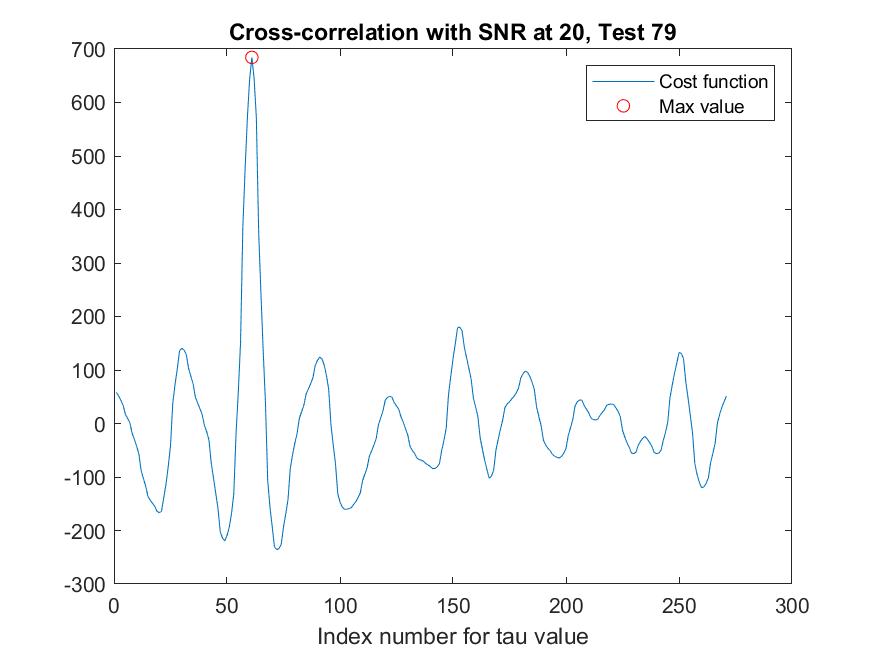 Cross-correlation with SNR at 20, Test 79
700
600
500
400
300
200
100
0
-100
-200
-300
Cost function
Max value
0 50 100 150 200 250 300
Index number for tau value